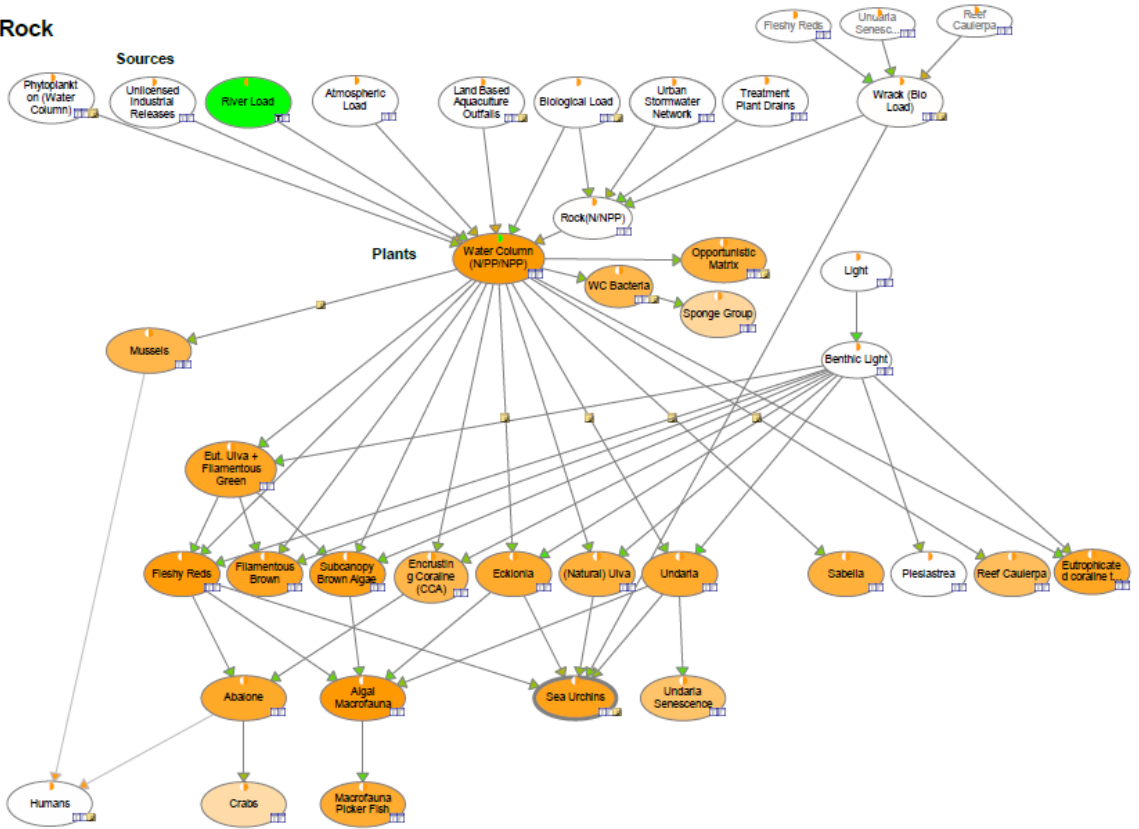 Rock
Fleshy Reds
Undaria
Senesc...
Reef
Caulerpa
Sources
Phytoplankt
on (Water
Column)
Unlicensed
Industrial
Releases
River Load
Atmospheric
Load
Land Based
Aquaculture
Outfalls
Biological Load
Urban
Stormwater
Network
Treatment
Plant Drains
Wrack (Bio
Load)
Rock(N/NPP)
Plants
Water Column
(N/PP/NPP)
Opportunistic
Matrix
WC Bacteria
Sponge Group
Light
Mussels
Benthic Light
Eut. Ulva +
Filamentous
Green
Fleshy Reds
Filamentous
Brown
Subcanopy
Brown Algae
Encrustin
g Coraline
(CCA)
Ecklonia
(Natural) Ulva
Undaria
Sabella
Plesiastrea
Reef Caulerpa
Eutrophicate
d coraline t...
Abalone
Algal
Macrofauna
Sea Urchins
Undaria
Senescence
Humans
Crabs
Macrofauna
Picker Fish